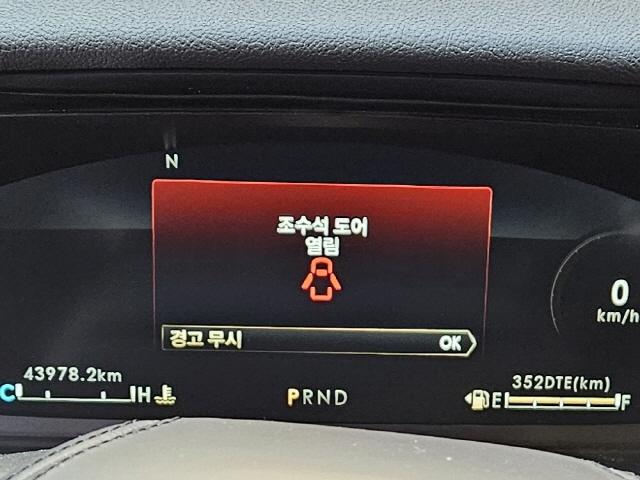 N
조수석 도어
열림
경고 무시 OK
0
km/h
43978.2km
C H
PRND
352DTE(km)
E F